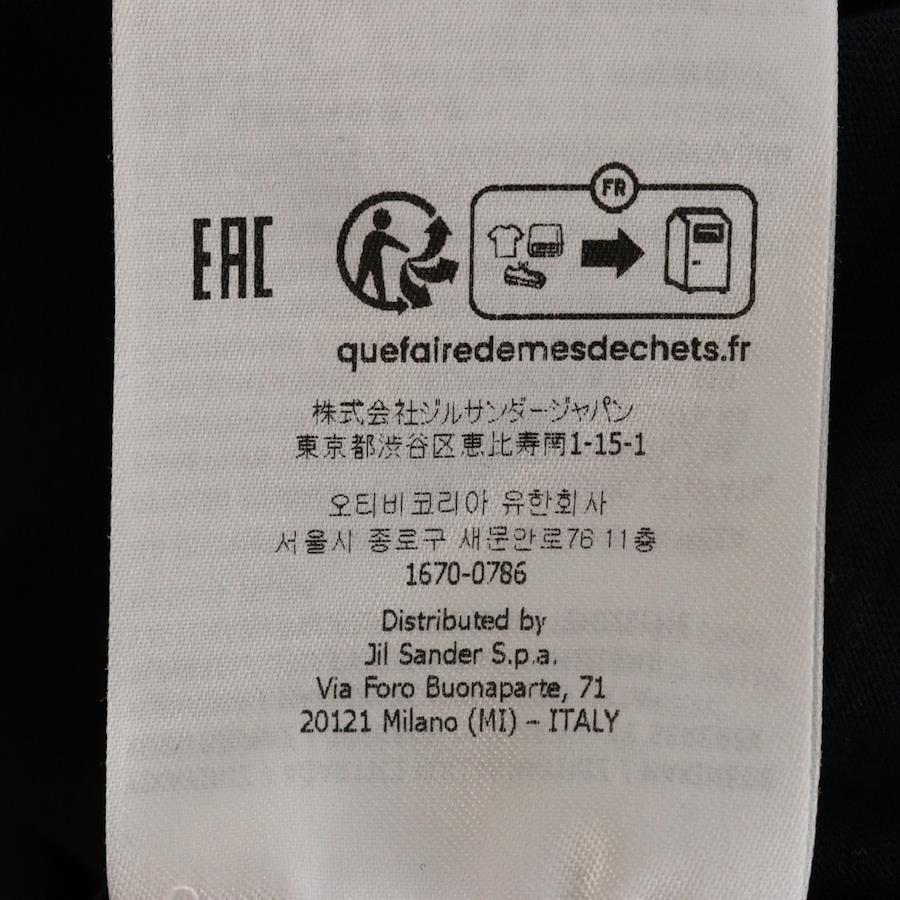 EAC
FR
quefairedemesdechets.fr
株式会社ジルサンダージャパン
東京都渋谷区恵比寿南1-15-1
오티비코리아 유한회사
서울시 종로구 새문안로76 11층
1670-0786
Distributed by
Jil Sander S.p.a.
Via Foro Buonaparte, 71
20121 Milano (MI) - ITALY